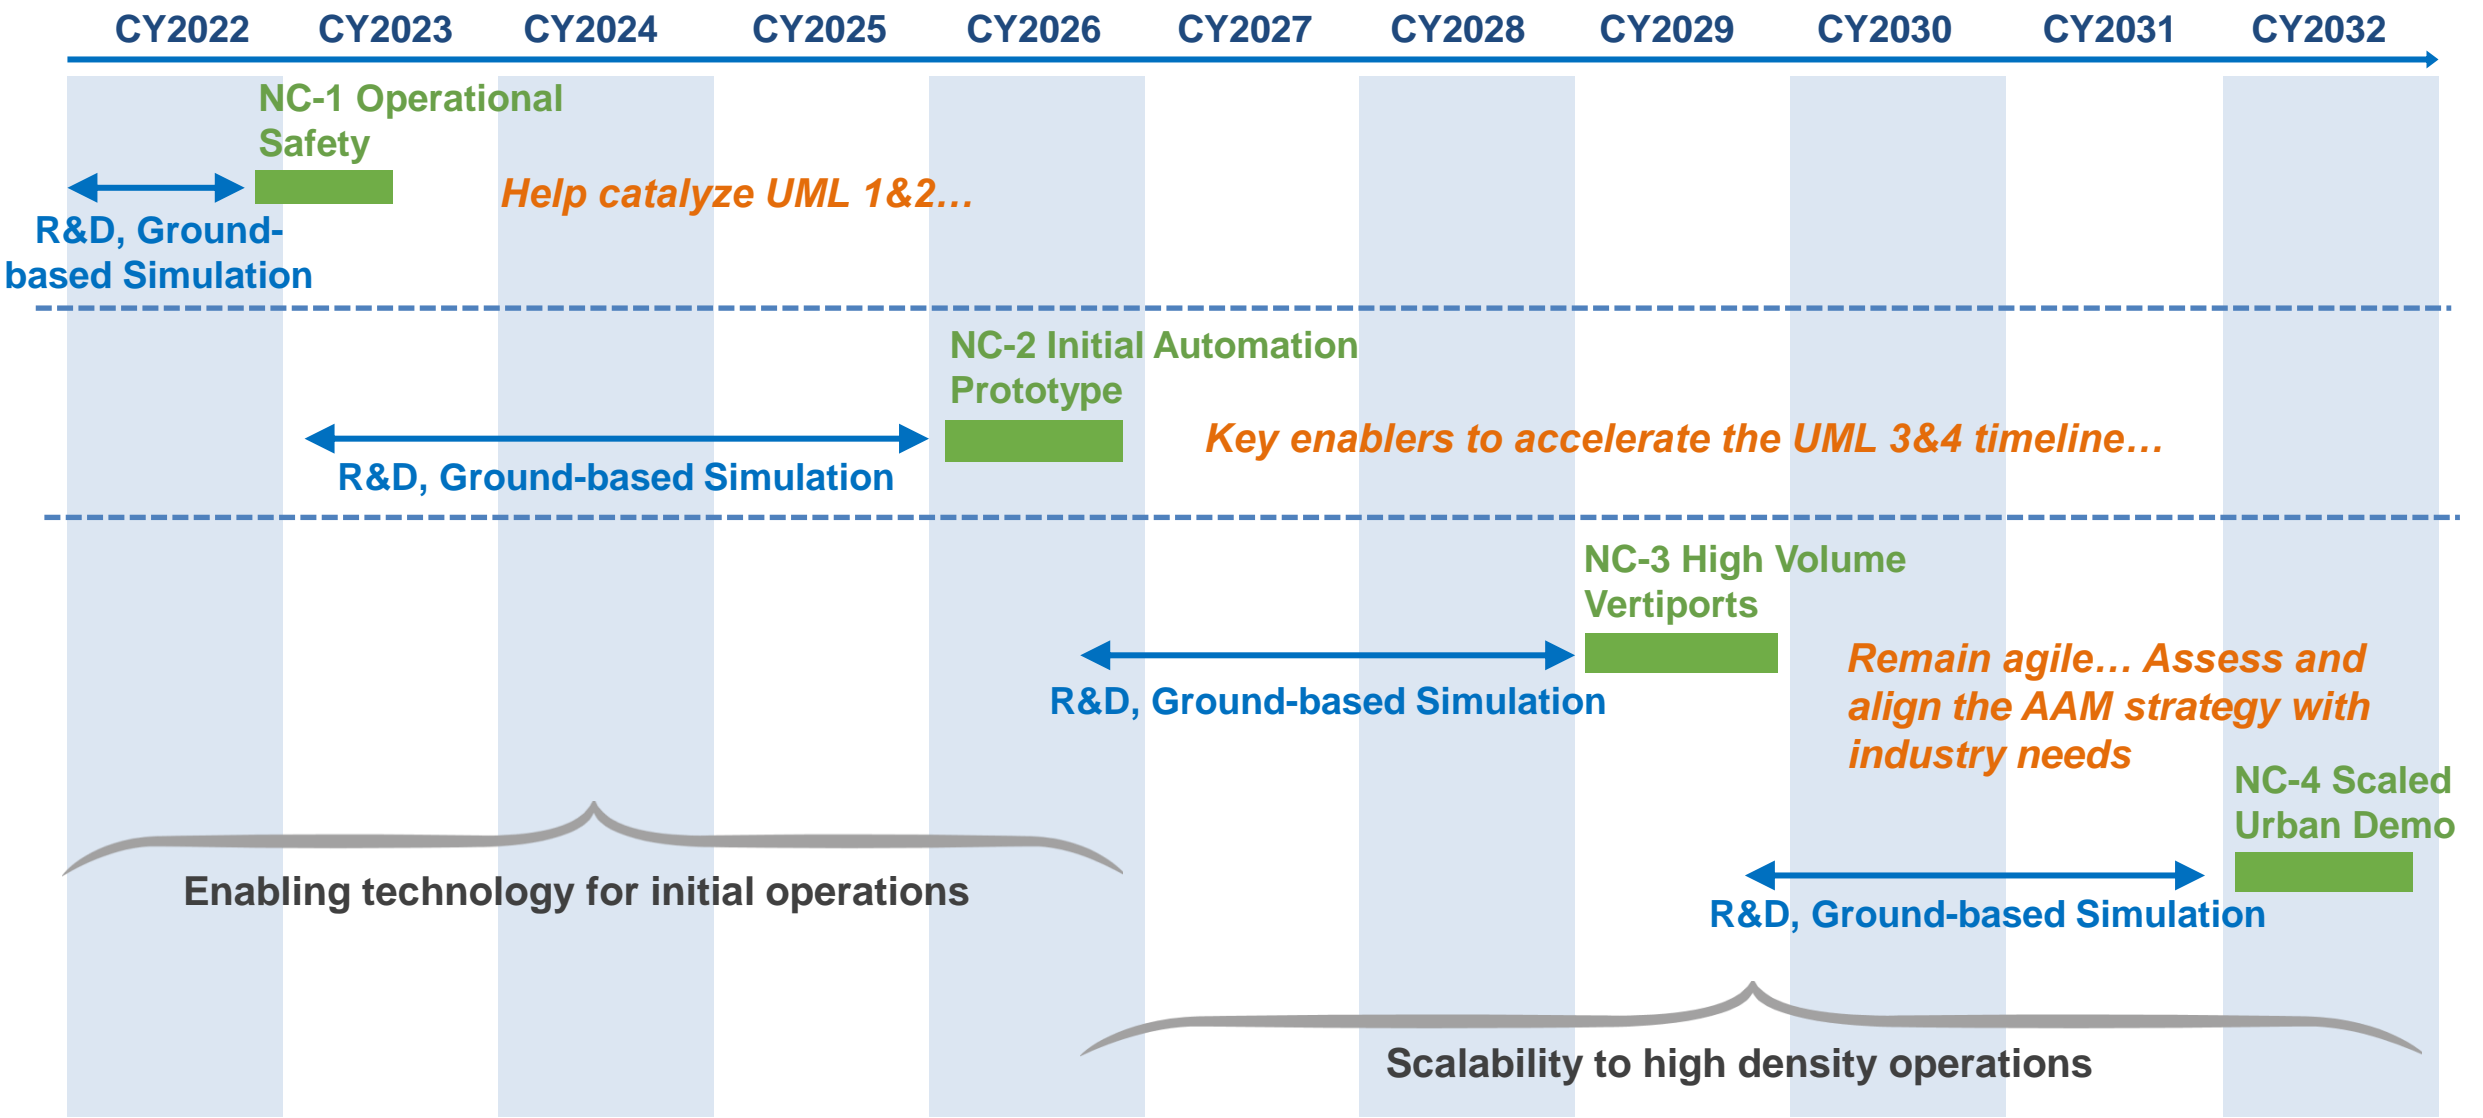 CY2022 CY2023 CY2024 CY2025 CY2026 CY2027 CY2028 CY2029 CY2030 CY2031 CY2032
NC-1 Operational
Safety
Help catalyze UML 1&2…
R&D, Ground-
based Simulation
NC-2 Initial Automation
Prototype
Key enablers to accelerate the UML 3&4 timeline…
R&D, Ground-based Simulation
NC-3 High Volume
Vertiports
R&D, Ground-based Simulation
Remain agile… Assess and
align the AAM strategy with
industry needs
NC-4 Scaled
Urban Demo
Enabling technology for initial operations
R&D, Ground-based Simulation
Scalability to high density operations